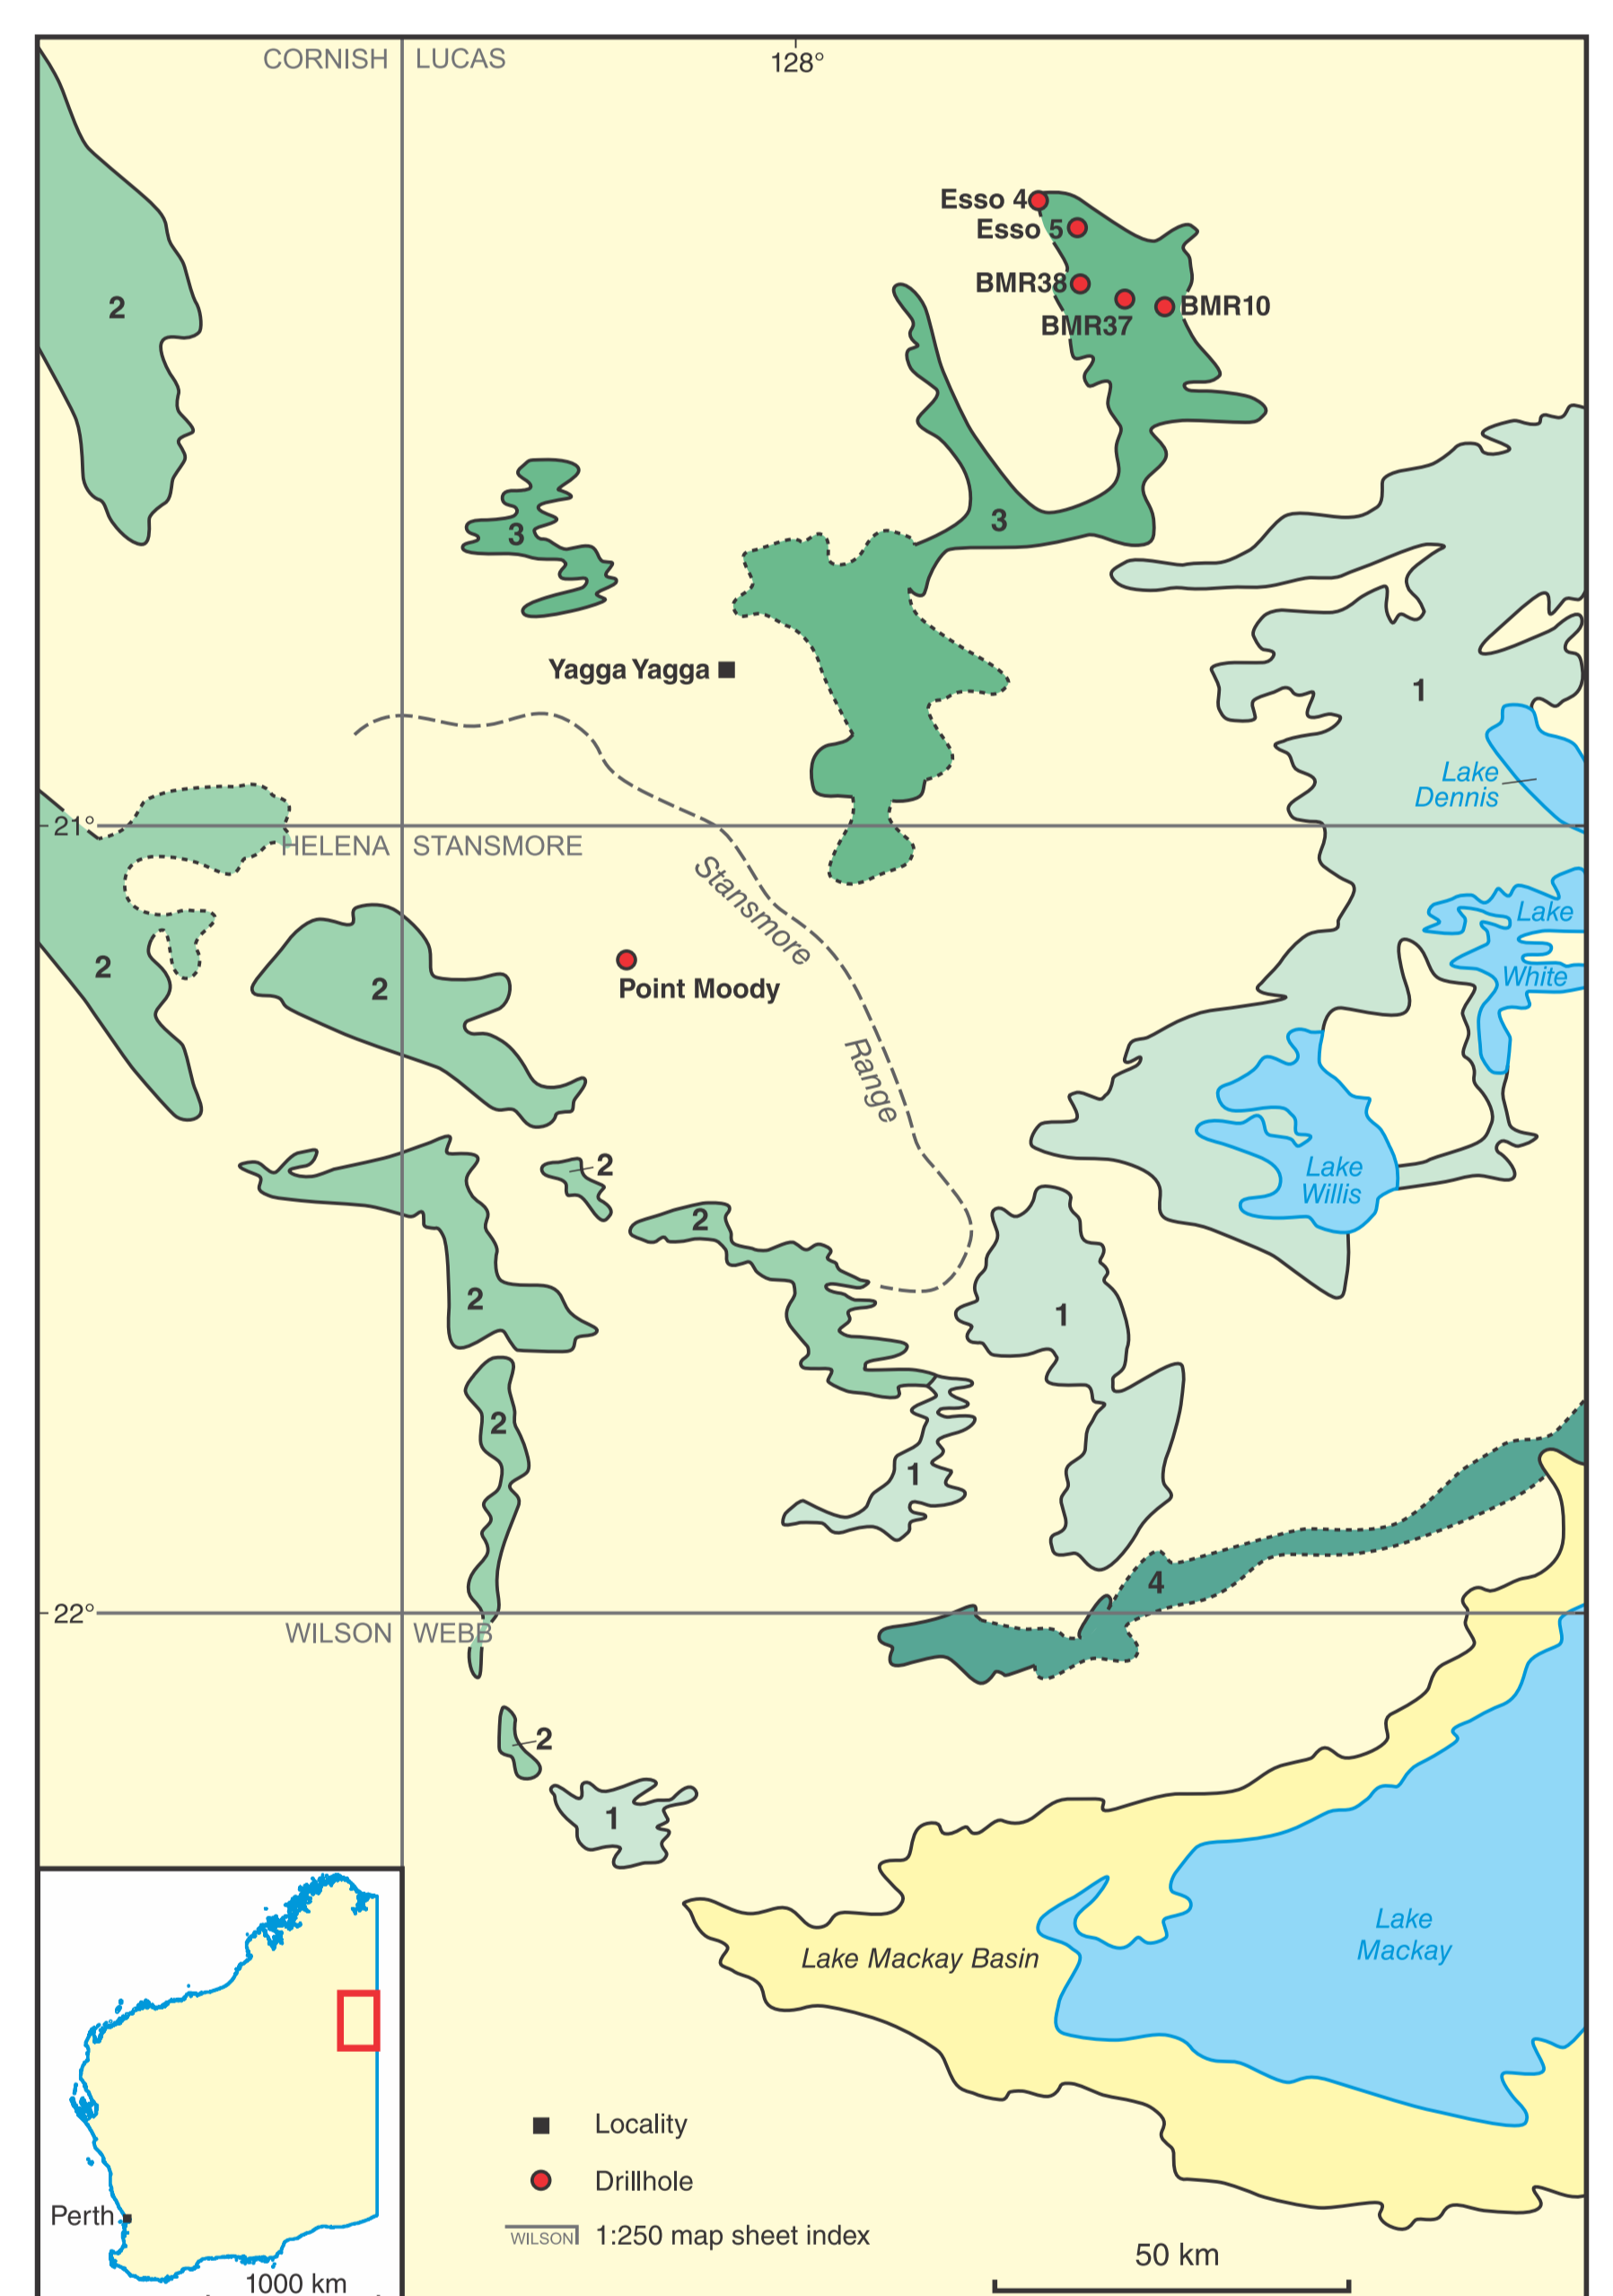 CORNISH
LUCAS
128°
Esso 4
Esso 5
BMR38
BMR37
BMR10
2
3
3
Yagga Yagga
1
Lake
Dennis
21°
HELENA
STANSMORE
Stansmore
Range
Lake
White
2
2
Point Moody
2
2
Lake
Willis
2
1
2
1
4
22°
WILSON
WEBB
2
1
Lake Mackay Basin
Lake
Mackay
Perth
1000 km
Locality
Drillhole
WILSON
1:250 map sheet index
50 km
2